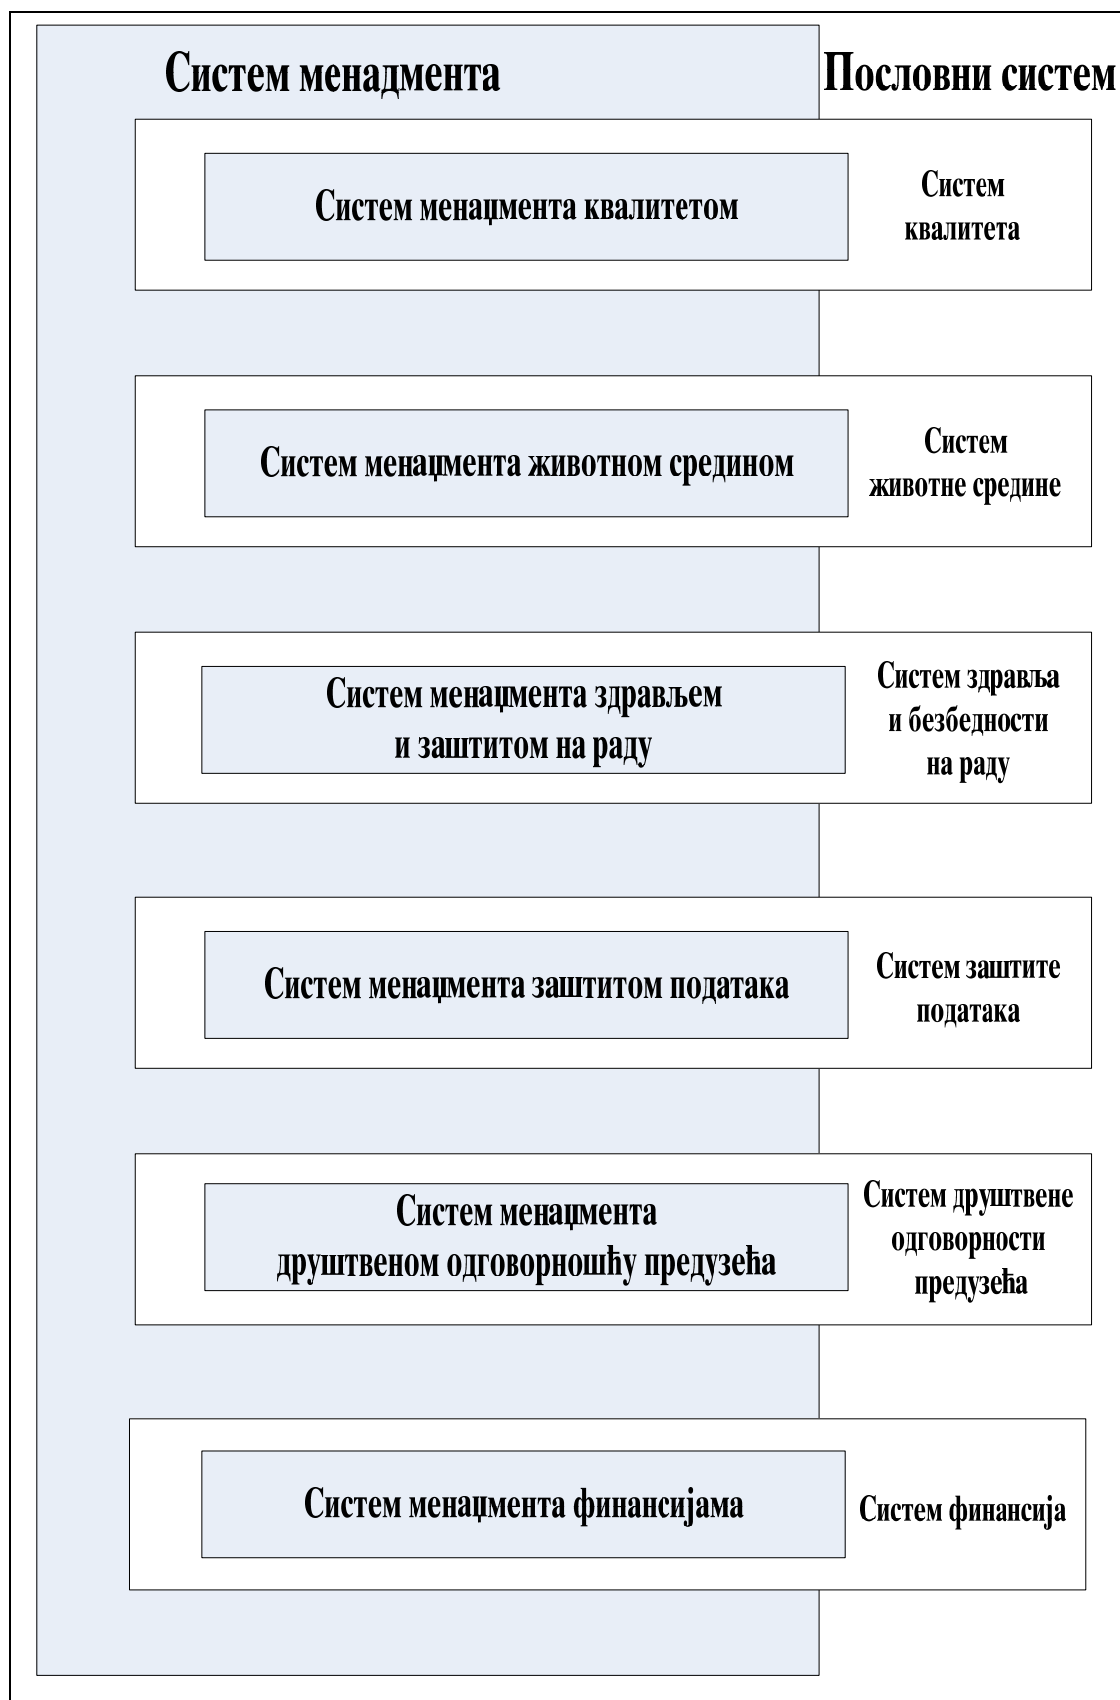 Систем менадмента
Пословни систем
Систем менаџмента квалитетом
Систем
квалитета
Систем менаџмента животном средином
Систем
животне средине
Систем менаџмента здрављем
и заштитом на раду
Систем здравља
и безбедности
на раду
Систем менаџмента заштитом података
Систем заштите
података
Систем менаџмента
друштвеном одговорношћу предузећа
Систем друштвене
одговорности
предузећа
Систем менаџмента финансијама
Систем финансија